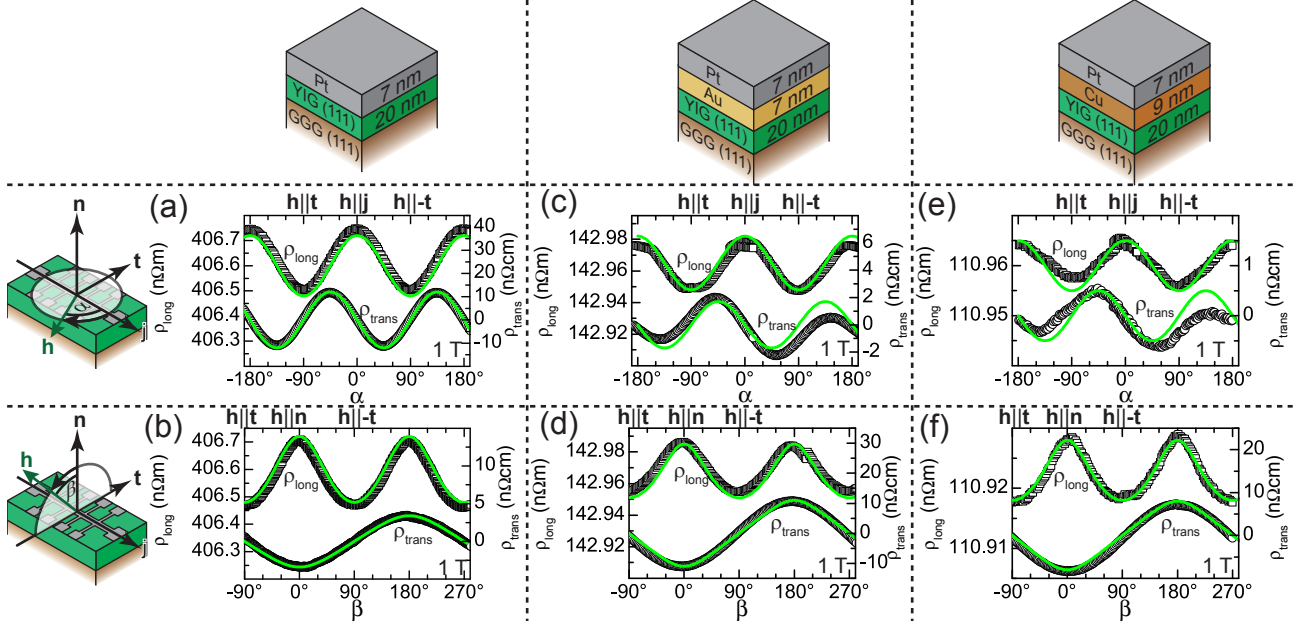 Pt 7 nm
YIG (111) 20 nm
GGG (111)
Pt 7 nm
Au 7 nm
YIG (111) 20 nm
GGG (111)
Pt 7 nm
Cu 9 nm
YIG (111) 20 nm
GGG (111)
n
t
α
h
j
(a)
h||t h||j h||-t
406.7
406.6
406.5
406.4
406.3
ρlong (nΩm)
40
30
20
10
0
-10
ρtrans (nΩcm)
ρlong
ρtrans
1 T
-180° -90° 0° 90° 180°
α
(c)
h||t h||j h||-t
142.98
142.96
142.94
142.92
ρlong (nΩm)
6
4
2
0
-2
ρtrans (nΩcm)
ρlong
ρtrans
1 T
-180° -90° 0° 90° 180°
α
(e)
h||t h||j h||-t
110.96
110.95
ρlong (nΩm)
1
0
ρtrans (nΩcm)
ρlong
ρtrans
1 T
-180° -90° 0° 90° 180°
α
n
h
β
t
j
(b)
h||t h||n h||-t
406.7
406.6
406.5
406.4
406.3
ρlong (nΩm)
10
5
0
ρtrans (nΩcm)
ρlong
ρtrans
1 T
-90° 0° 90° 180° 270°
β
(d)
h||t h||n h||-t
142.98
142.96
142.94
142.92
ρlong (nΩm)
30
20
10
0
-10
ρtrans (nΩcm)
ρlong
ρtrans
1 T
-90° 0° 90° 180° 270°
β
(f)
h||t h||n h||-t
110.92
110.91
ρlong (nΩm)
20
10
0
ρtrans (nΩcm)
ρlong
ρtrans
1 T
-90° 0° 90° 180° 270°
β